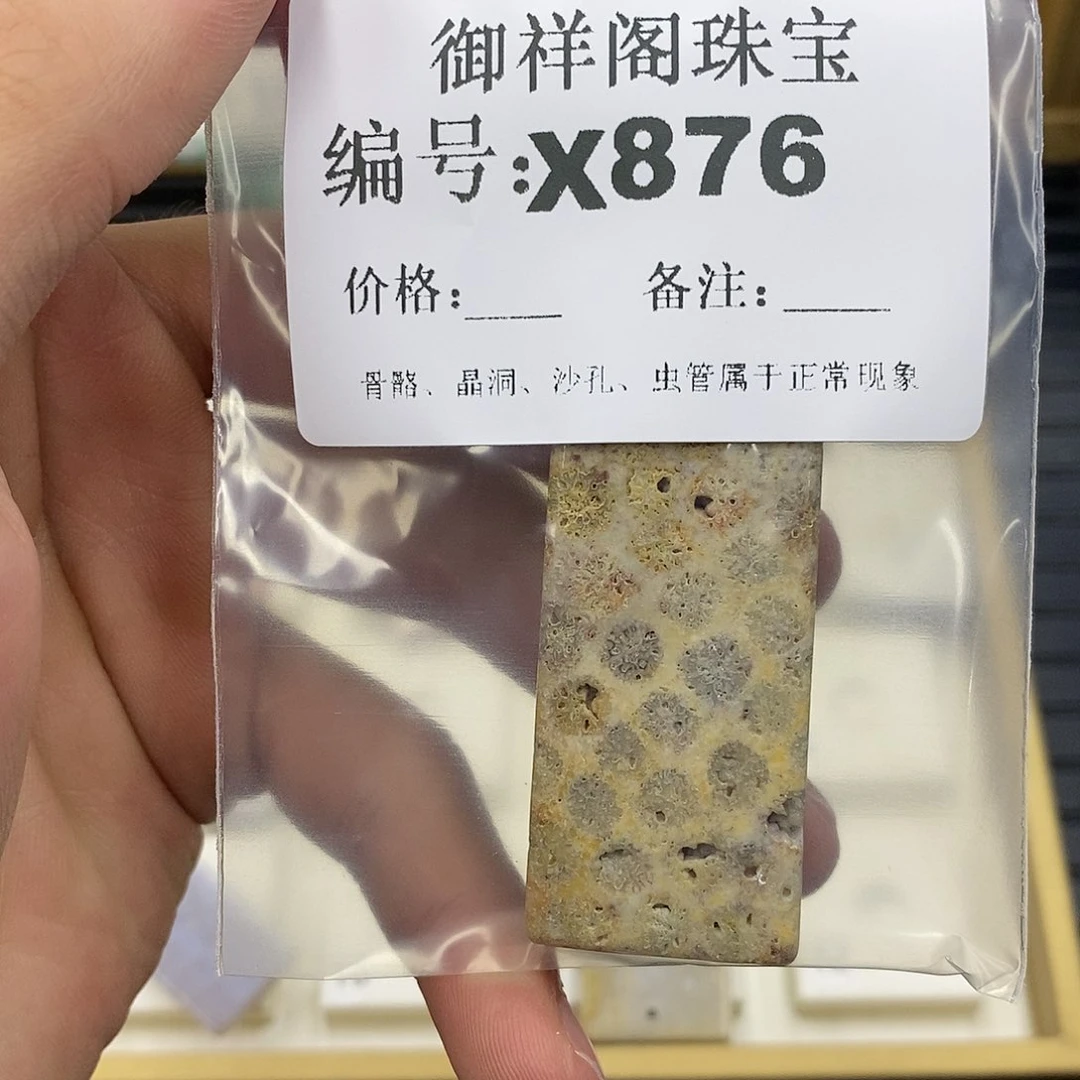 御祥阁珠宝
编号:X876
价格:____ 备注:____
骨骼、晶洞、沙孔、虫管属于正常现象